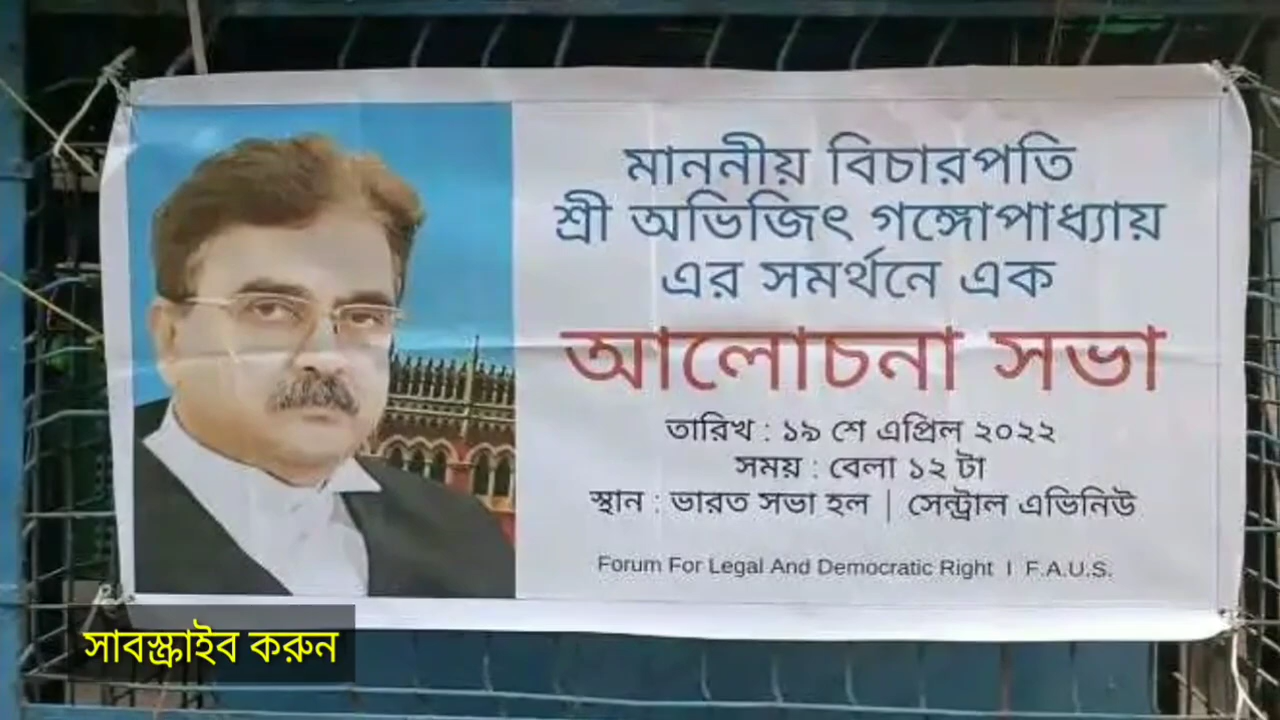 মাননীয় বিচারপতি
শ্রী অভিজিৎ গঙ্গোপাধ্যায়
এর সমর্থনে এক
আলোচনা সভা
তারিখ : ১৯ শে এপ্রিল ২০২২
সময় : বেলা ১২ টা
স্থান : ভারত সভা হল | সেন্ট্রাল এভিনিউ
Forum For Legal And Democratic Right I F.A.U.S.
সাবস্ক্রাইব করুন